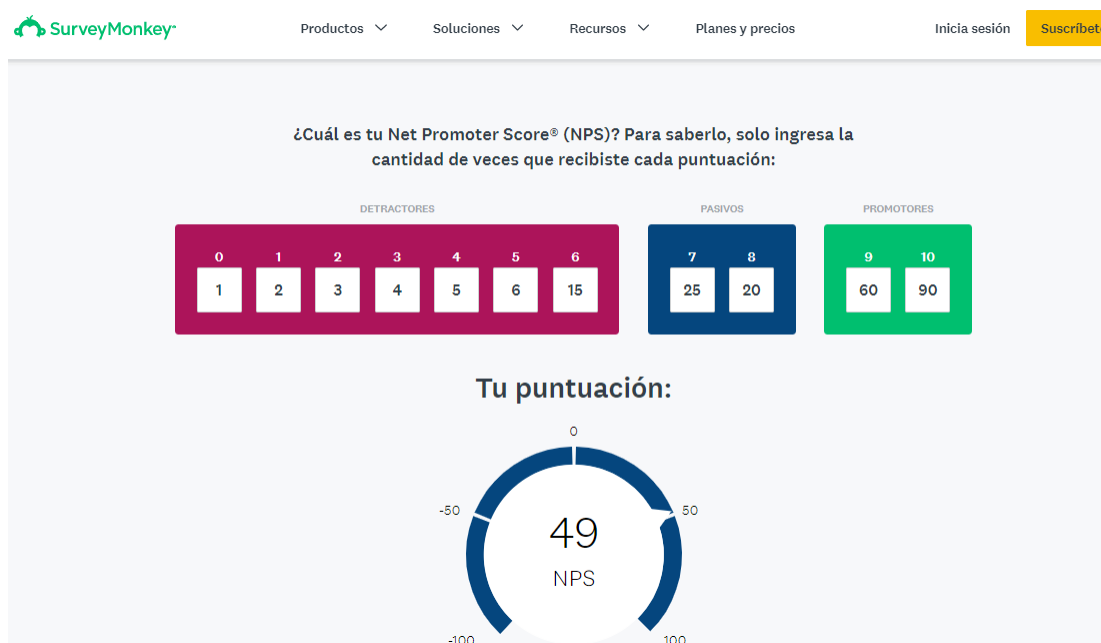 SurveyMonkey
Productos
Soluciones
Recursos
Planes y precios
Inicia sesión
Suscríbete
¿Cuál es tu Net Promoter Score® (NPS)? Para saberlo, solo ingresa la
cantidad de veces que recibiste cada puntuación:
DETRACTORES
0 1 2 3 4 5 6
1 2 3 4 5 6 15
PASIVOS
7 8
25 20
PROMOTORES
9 10
60 90
Tu puntuación:
0
-50
50
49
NPS
-100
100